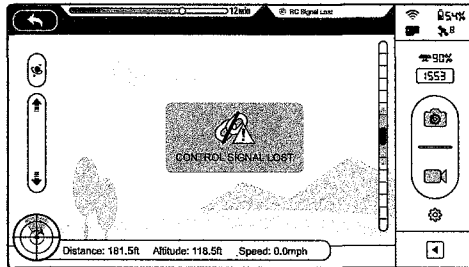 12min
RC Signal Lost
54%
8
90%
1553
CONTROL SIGNAL LOST
Distance: 181.5ft Altitude: 118.5ft Speed: 0.0mph